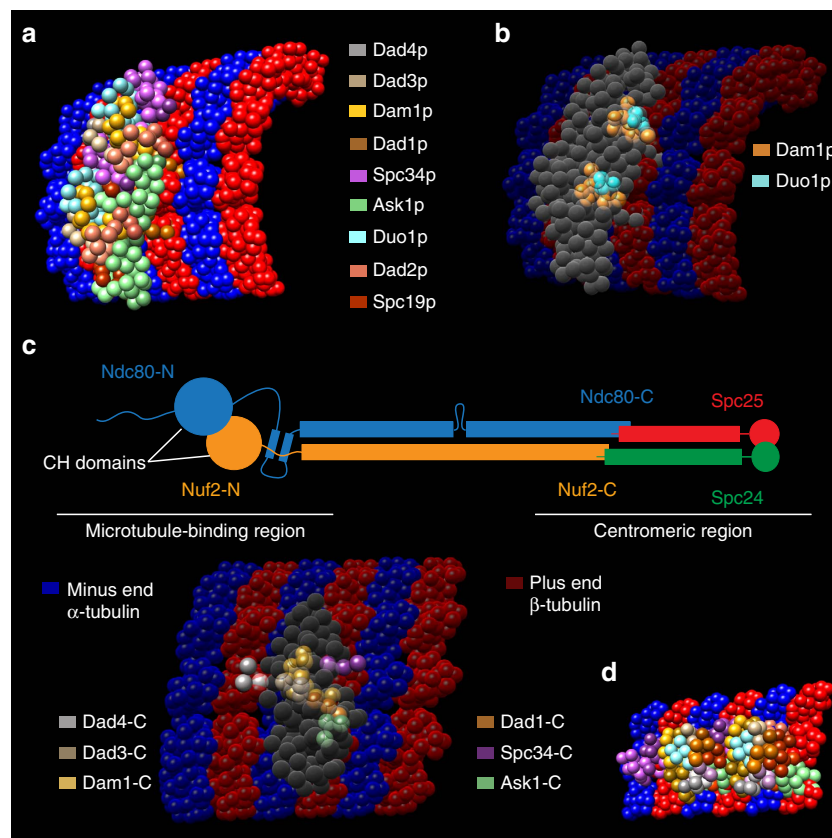 a
Dad4p
Dad3p
Dam1p
Dad1p
Spc34p
Ask1p
Duo1p
Dad2p
Spc19p
b
Dam1p
Duo1p
c
Ndc80-N
Ndc80-C
Spc25
CH domains
Nuf2-N
Nuf2-C
Spc24
Microtubule-binding region
Centromeric region
Minus end
α-tubulin
Plus end
β-tubulin
Dad4-C
Dad3-C
Dam1-C
Dad1-C
Spc34-C
Ask1-C
d